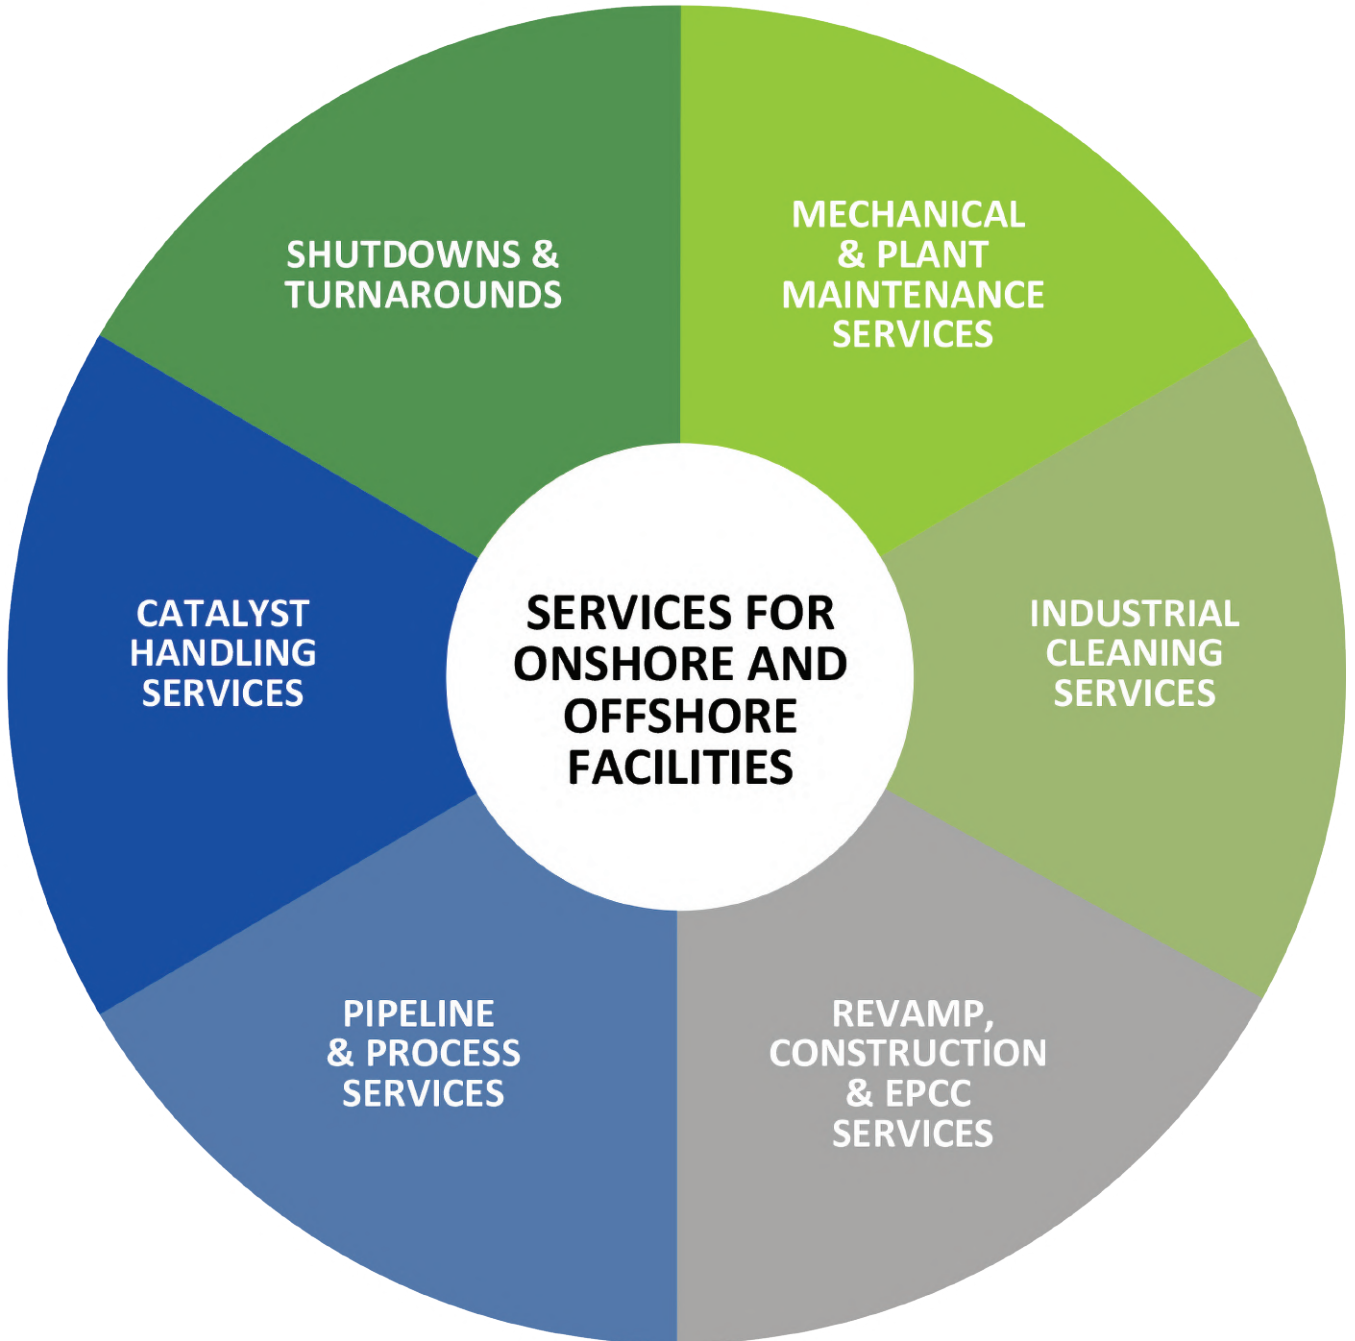 SHUTDOWNS &
TURNAROUNDS
MECHANICAL
& PLANT
MAINTENANCE
SERVICES
CATALYST
HANDLING
SERVICES
SERVICES FOR
ONSHORE AND
OFFSHORE
FACILITIES
INDUSTRIAL
CLEANING
SERVICES
PIPELINE
& PROCESS
SERVICES
REVAMP,
CONSTRUCTION
& EPCC
SERVICES